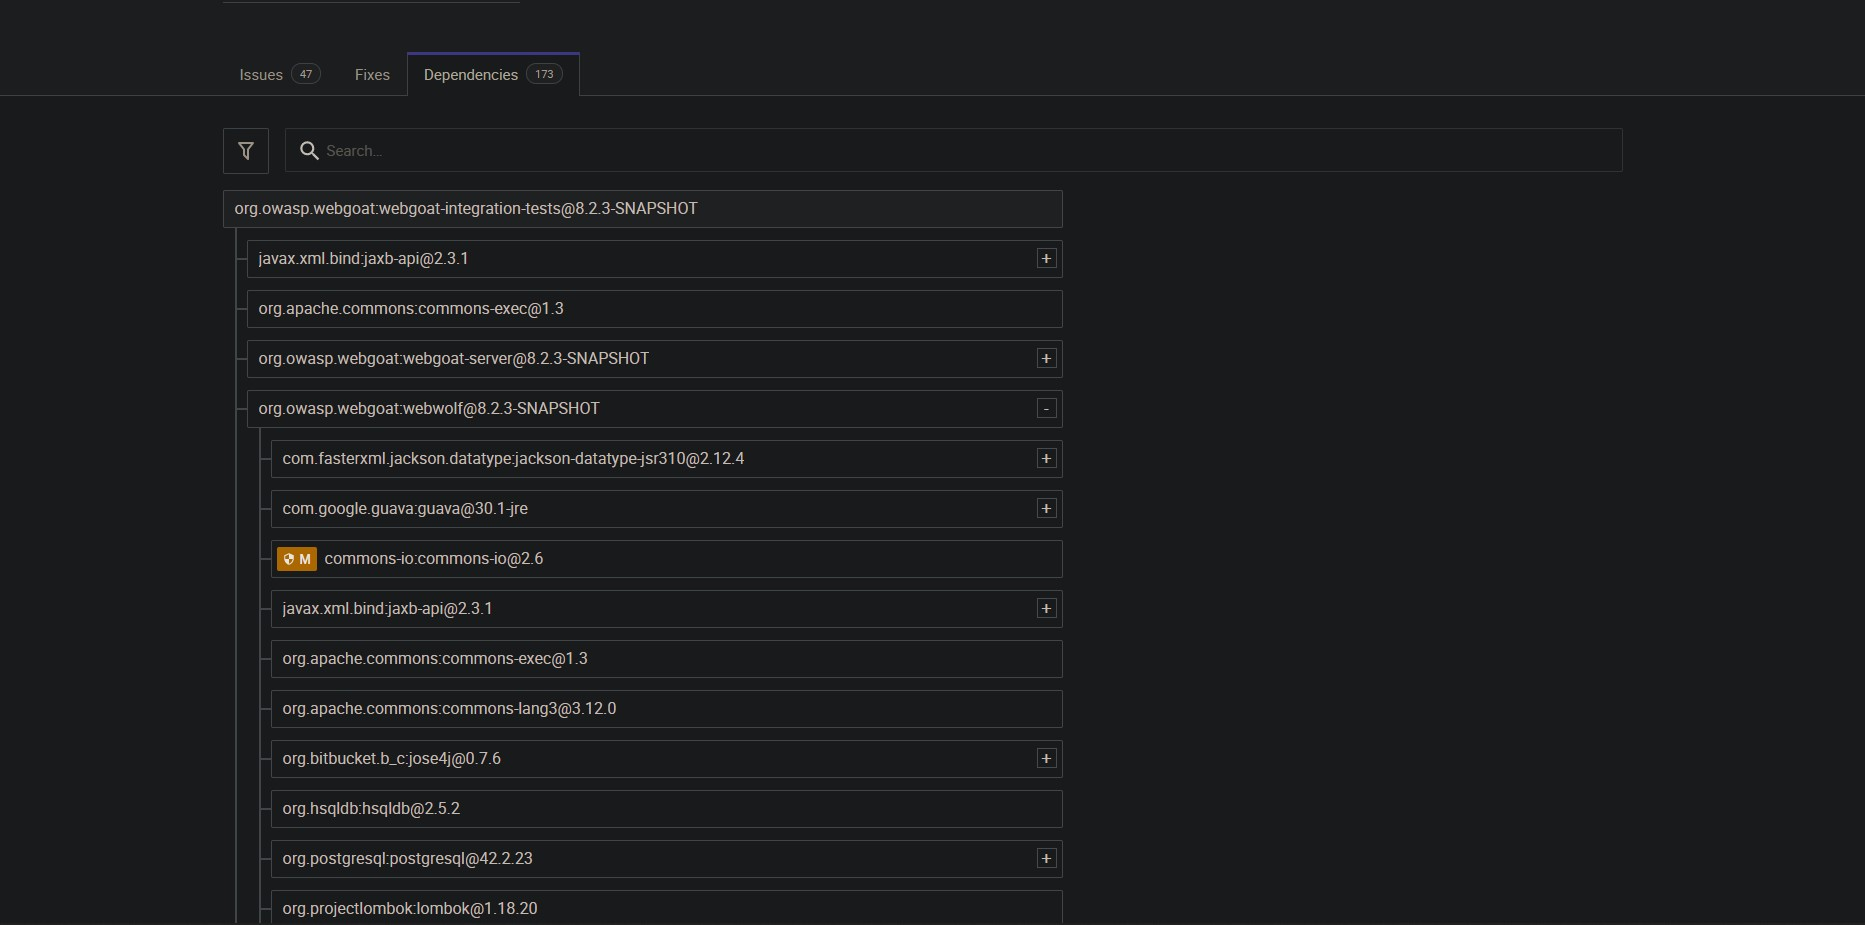 Issues 47 Fixes Dependencies 173
Search...
org.owasp.webgoat:webgoat-integration-tests@8.2.3-SNAPSHOT
javax.xml.bind:jaxb-api@2.3.1 +
org.apache.commons:commons-exec@1.3
org.owasp.webgoat:webgoat-server@8.2.3-SNAPSHOT +
org.owasp.webgoat:webwolf@8.2.3-SNAPSHOT -
com.fasterxml.jackson.datatype:jackson-datatype-jsr310@2.12.4 +
com.google.guava:guava@30.1-jre +
M commons-io:commons-io@2.6
javax.xml.bind:jaxb-api@2.3.1 +
org.apache.commons:commons-exec@1.3
org.apache.commons:commons-lang3@3.12.0
org.bitbucket.b_c:jose4j@0.7.6 +
org.hsqldb:hsqldb@2.5.2
org.postgresql:postgresql@42.2.23 +
org.projectlombok:lombok@1.18.20